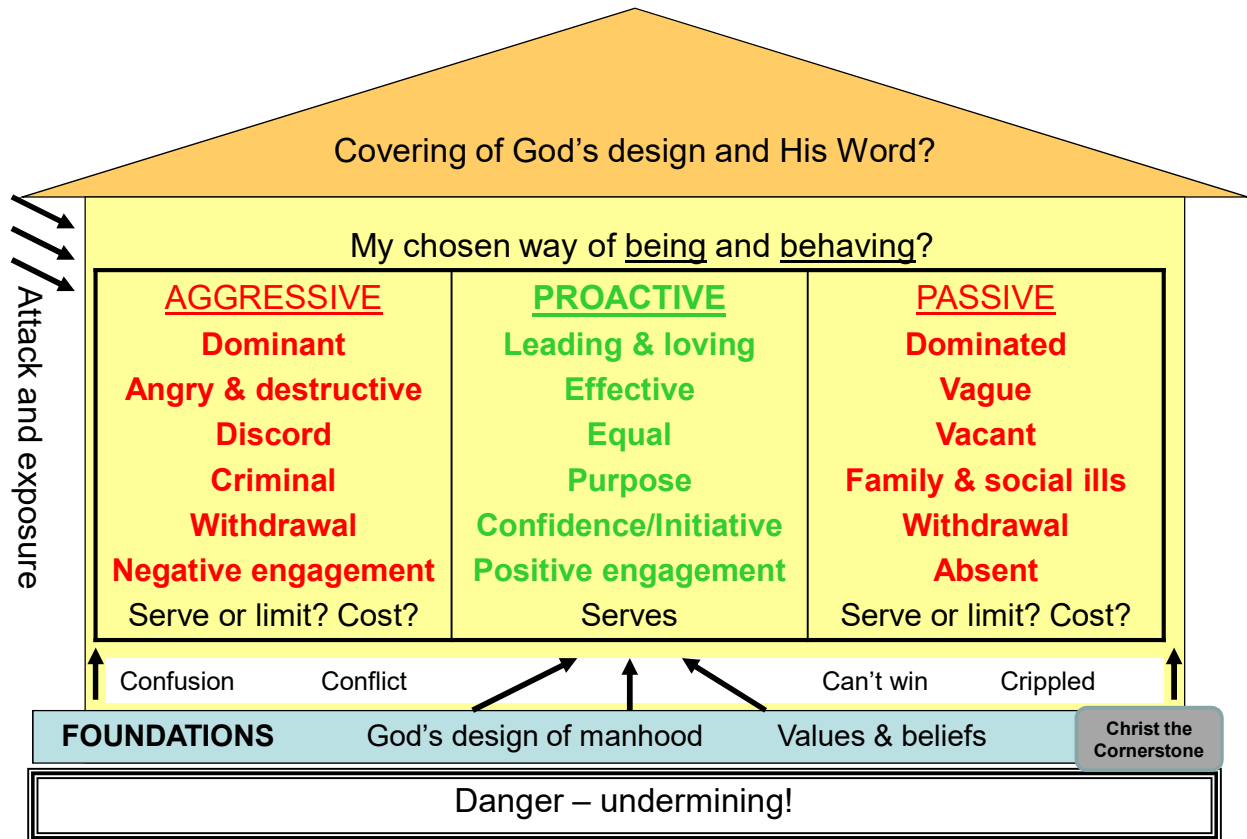 Covering of God’s design and His Word?
My chosen way of being and behaving?
Attack and exposure
AGGRESSIVE
Dominant
Angry & destructive
Discord
Criminal
Withdrawal
Negative engagement
Serve or limit? Cost?
PROACTIVE
Leading & loving
Effective
Equal
Purpose
Confidence/Initiative
Positive engagement
Serves
PASSIVE
Dominated
Vague
Vacant
Family & social ills
Withdrawal
Absent
Serve or limit? Cost?
Confusion Conflict Can’t win Crippled
FOUNDATIONS God’s design of manhood Values & beliefs
Christ the
Cornerstone
Danger – undermining!